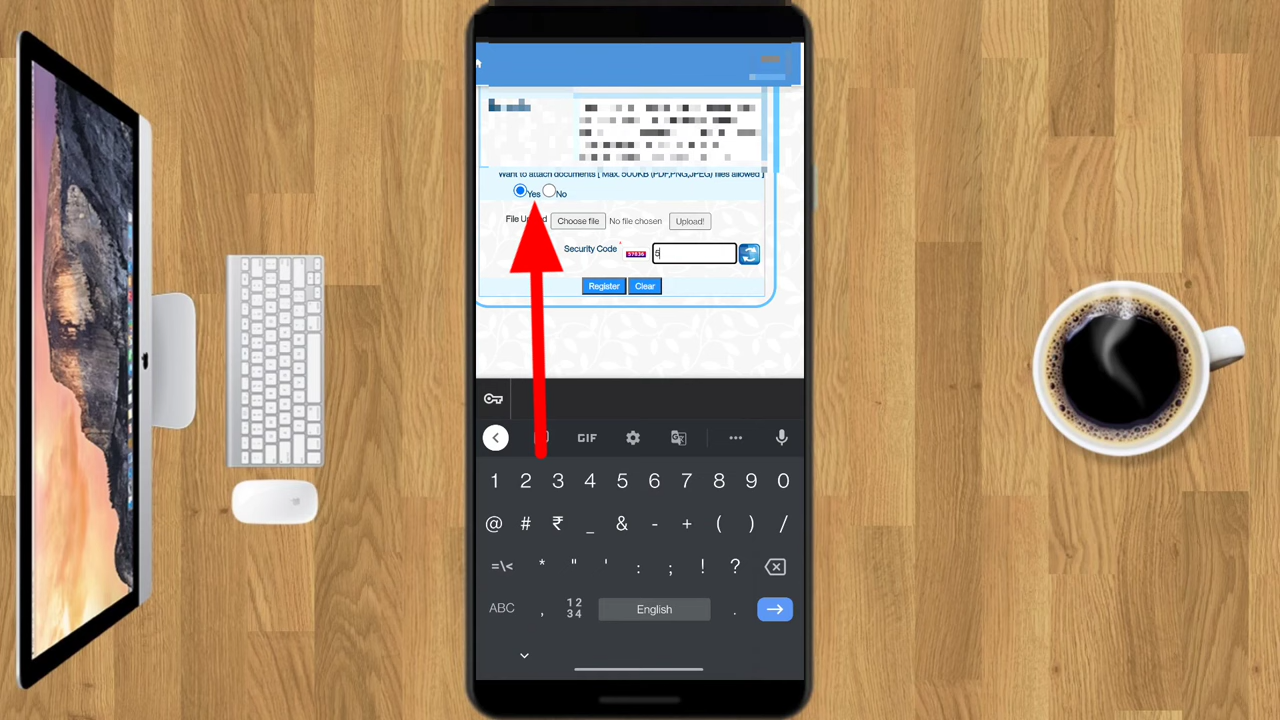 Want to attach documents [ Max. 500KB (PDF,PNG,JPEG) files allowed ]
Yes No
Choose file No file chosen Upload!
Security Code * 57836 5
Register Clear
GIF
1 2 3 4 5 6 7 8 9 0
@ # ₹ _ & - + ( ) /
=\< * " ' : ; ! ?
ABC , 12 34 English .